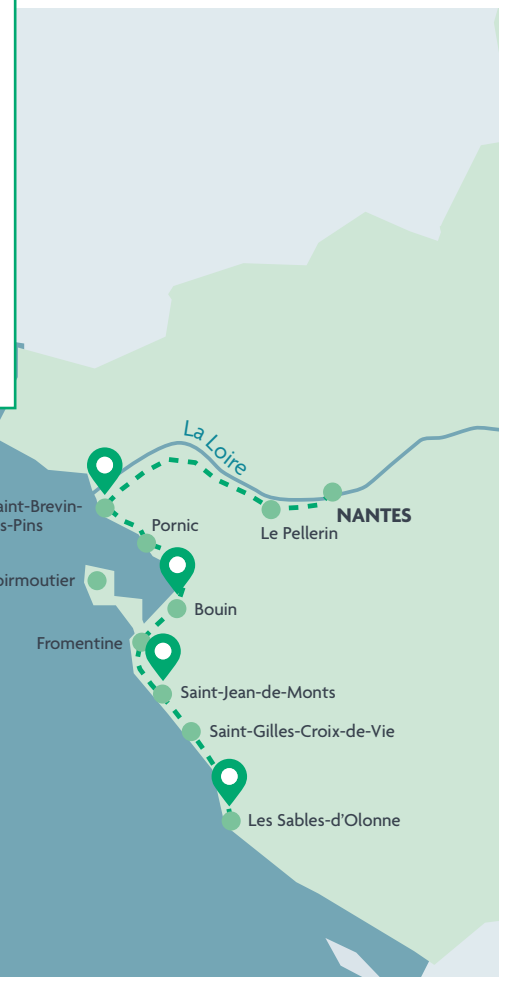 La Loire
NANTES
Le Pellerin
aint-Brevin-
s-Pins
Pornic
oirmoutier
Bouin
Fromentine
Saint-Jean-de-Monts
Saint-Gilles-Croix-de-Vie
Les Sables-d'Olonne